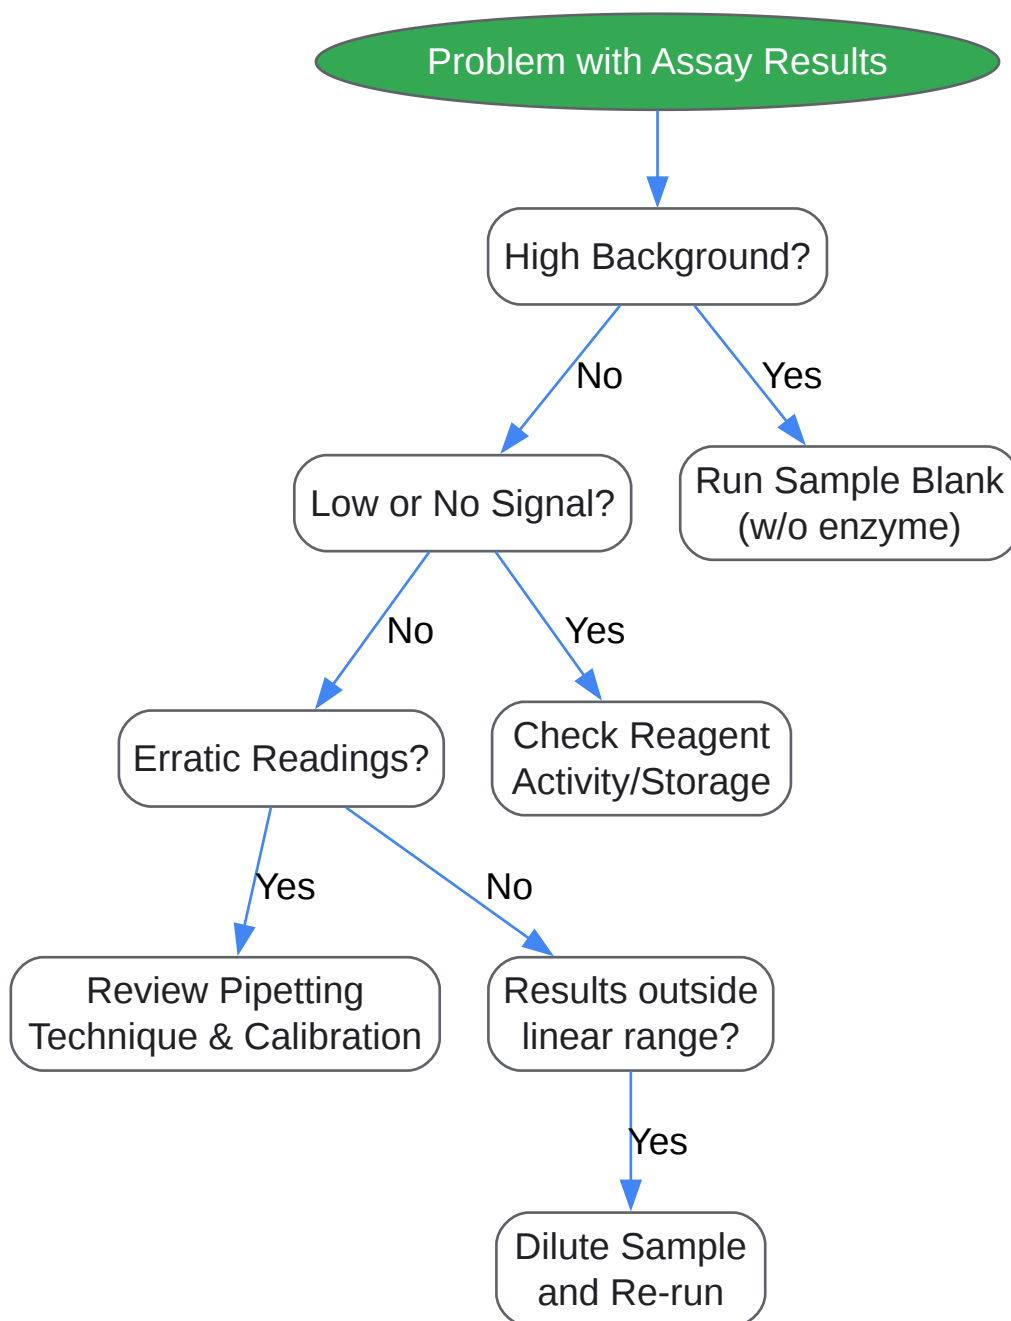 Problem with Assay Results
High Background?
No
Yes
Low or No Signal?
Run Sample Blank
(w/o enzyme)
No
Yes
Erratic Readings?
Check Reagent
Activity/Storage
Yes
No
Review Pipetting
Technique & Calibration
Results outside
linear range?
Yes
Dilute Sample
and Re-run